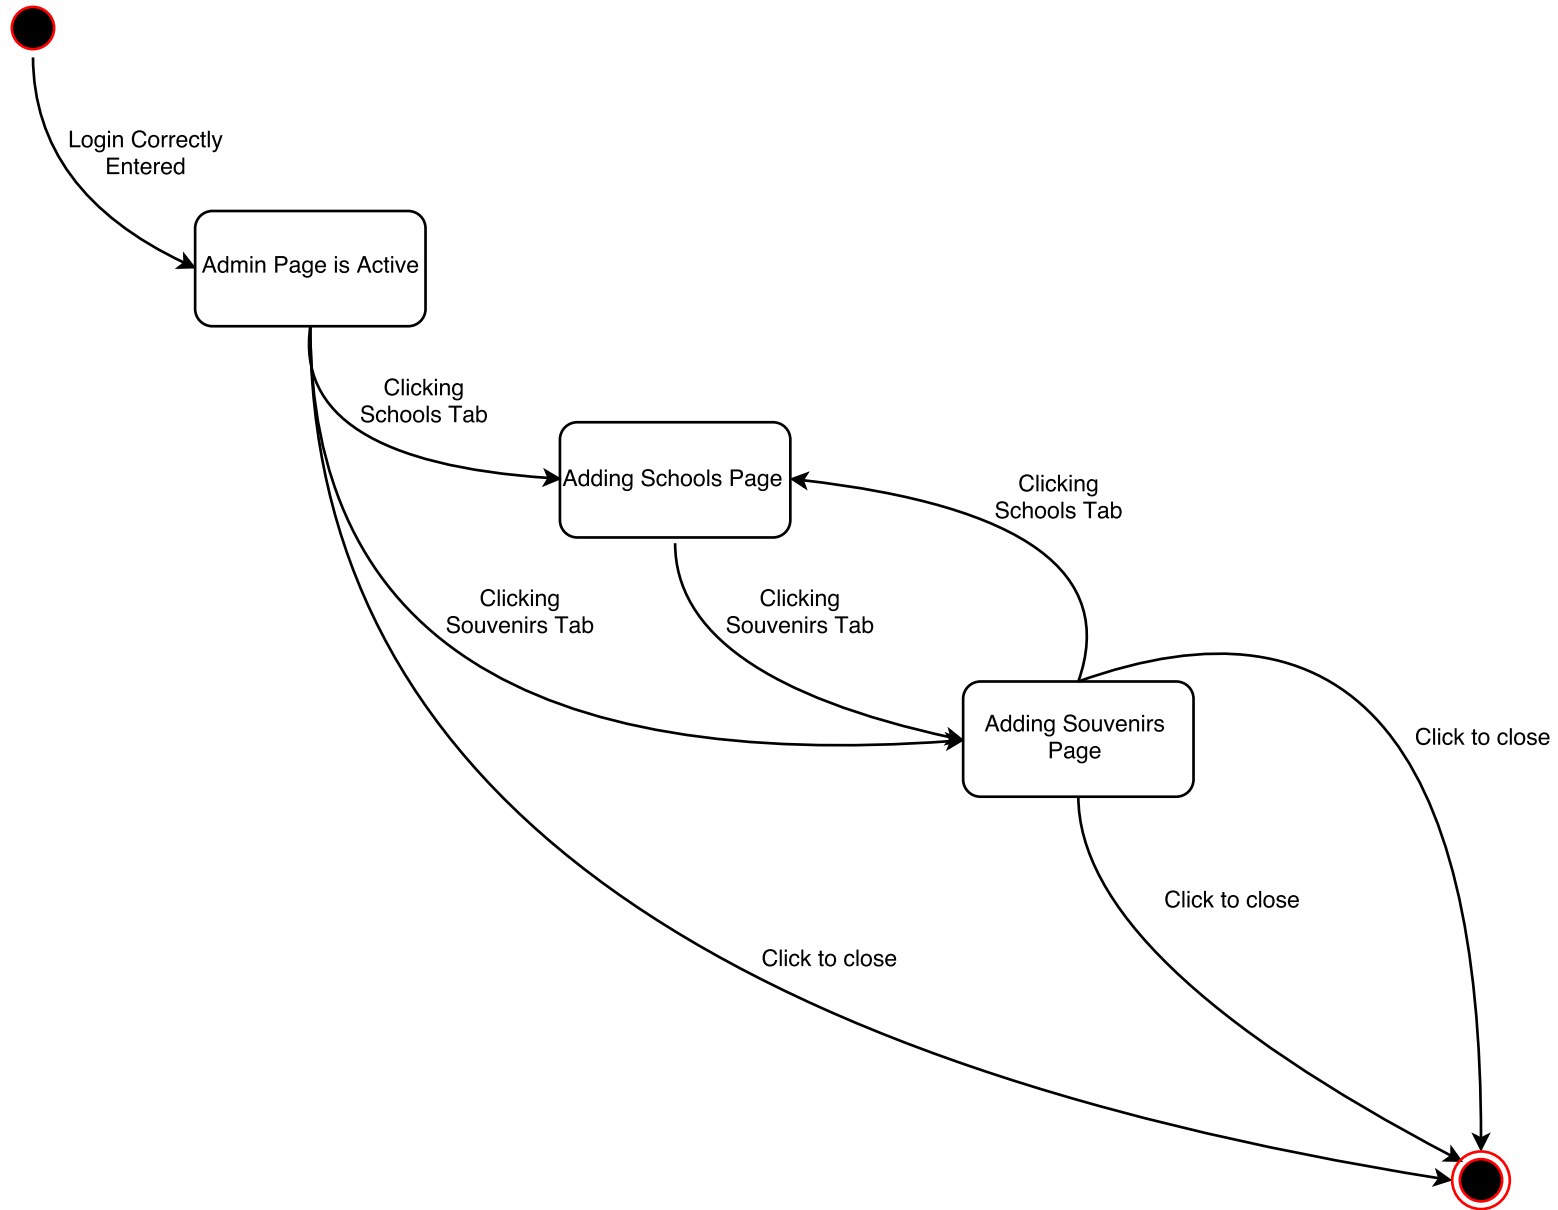 Login Correctly
Entered
Admin Page is Active
Clicking
Schools Tab
Adding Schools Page
Clicking
Schools Tab
Clicking
Souvenirs Tab
Clicking
Souvenirs Tab
Adding Souvenirs
Page
Click to close
Click to close
Click to close